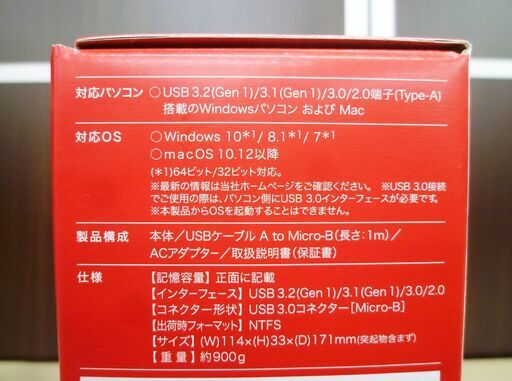 対応パソコン ○USB 3.2(Gen 1)/3.1(Gen 1)/3.0/2.0端子(Type-A)
搭載のWindowsパソコン および Mac
対応OS ○Windows 10*1/ 8.1*1/ 7*1
○macOS 10.12以降
(*1)64ビット/32ビット対応。
※最新の情報は当社ホームページをご確認ください。 ※USB 3.0接続
でご使用の際は、パソコン側にUSB 3.0インターフェースが必要です。
※本製品からOSを起動することはできません。
製品構成 本体/USBケーブル A to Micro-B(長さ:1m)/
ACアダプター/取扱説明書(保証書)
仕様 【記憶容量】正面に記載
【インターフェース】USB 3.2(Gen 1)/3.1(Gen 1)/3.0/2.0
【コネクター形状】USB 3.0コネクター[Micro-B]
【出荷時フォーマット】NTFS
【サイズ】(W)114×(H)33×(D)171mm(突起物含まず)
【重量】約900g